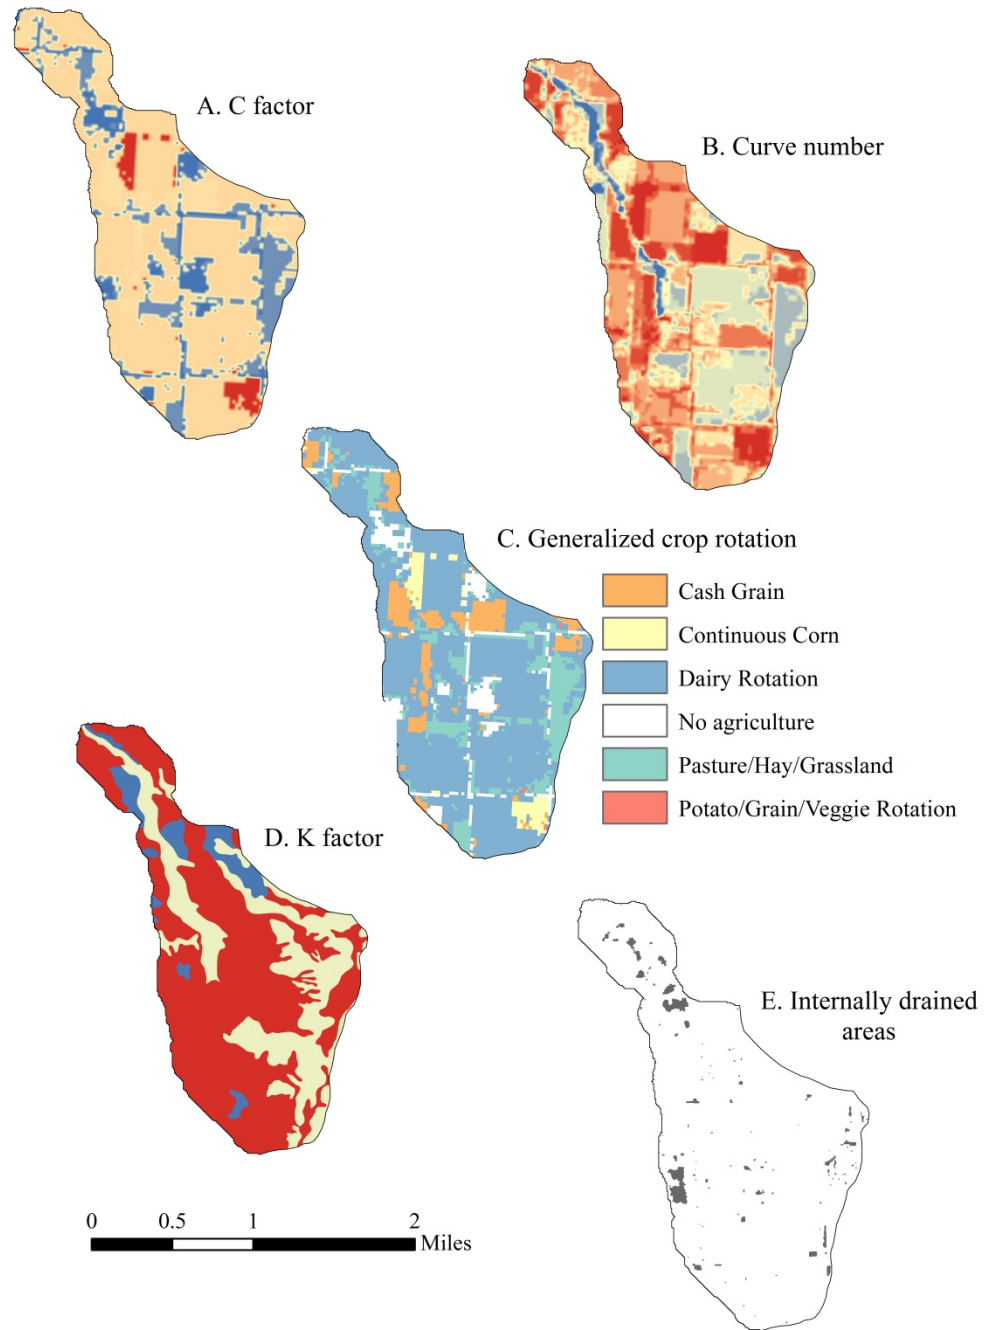 A. C factor
B. Curve number
C. Generalized crop rotation
Cash Grain
Continuous Corn
Dairy Rotation
No agriculture
Pasture/Hay/Grassland
Potato/Grain/Veggie Rotation
D. K factor
E. Internally drained
areas
0 0.5 1 2
Miles